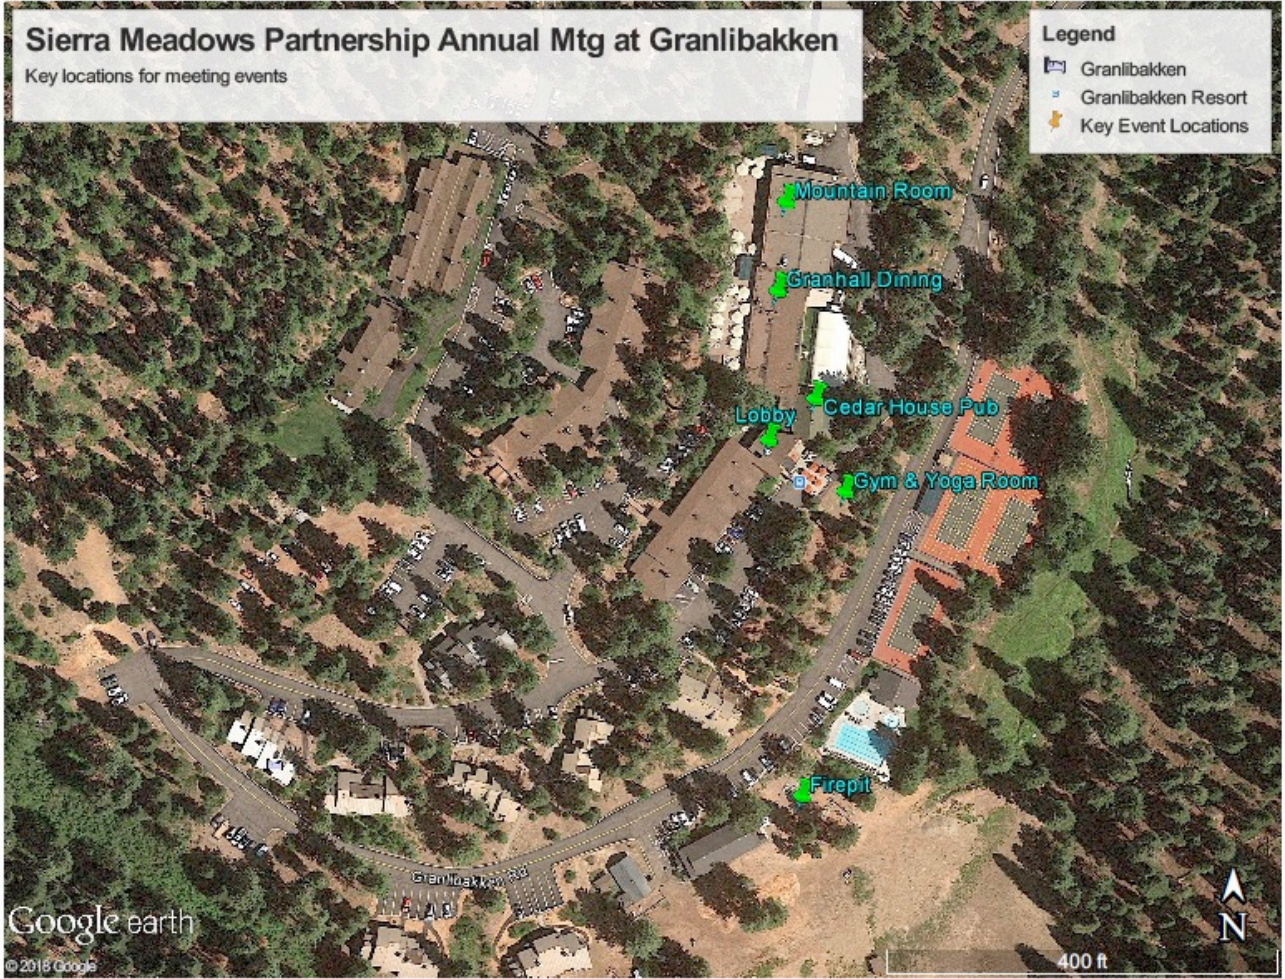 Sierra Meadows Partnership Annual Mtg at Granlibakken
Key locations for meeting events
Legend
Granlibakken
Granlibakken Resort
Key Event Locations
Mountain Room
Granhall Dining
Cedar House Pub
Lobby
Gym & Yoga Room
Firepit
Granlibakken Rd
Google earth
© 2018 Google
N
400 ft